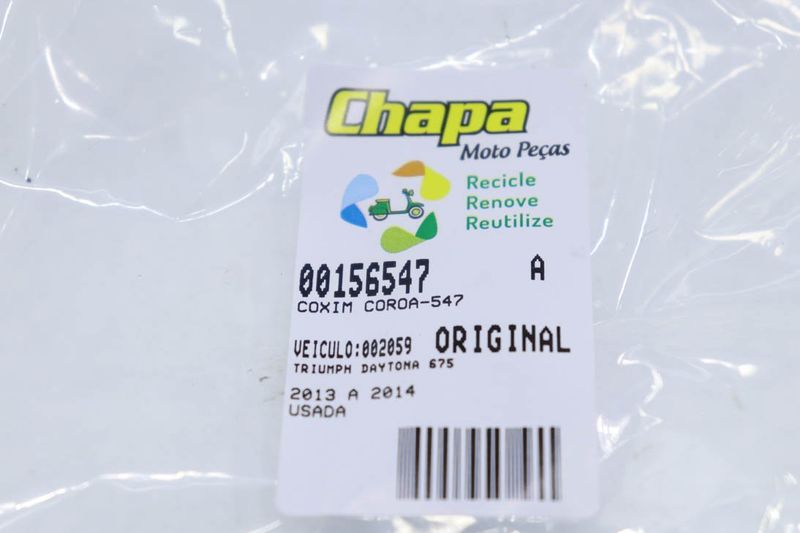 Chapa
Moto Peças
Recicle
Renove
Reutilize
00156547 A
COXIM COROA-547
VEICULO:002059 ORIGINAL
TRIUMPH DAYTONA 675
2013 A 2014
USADA